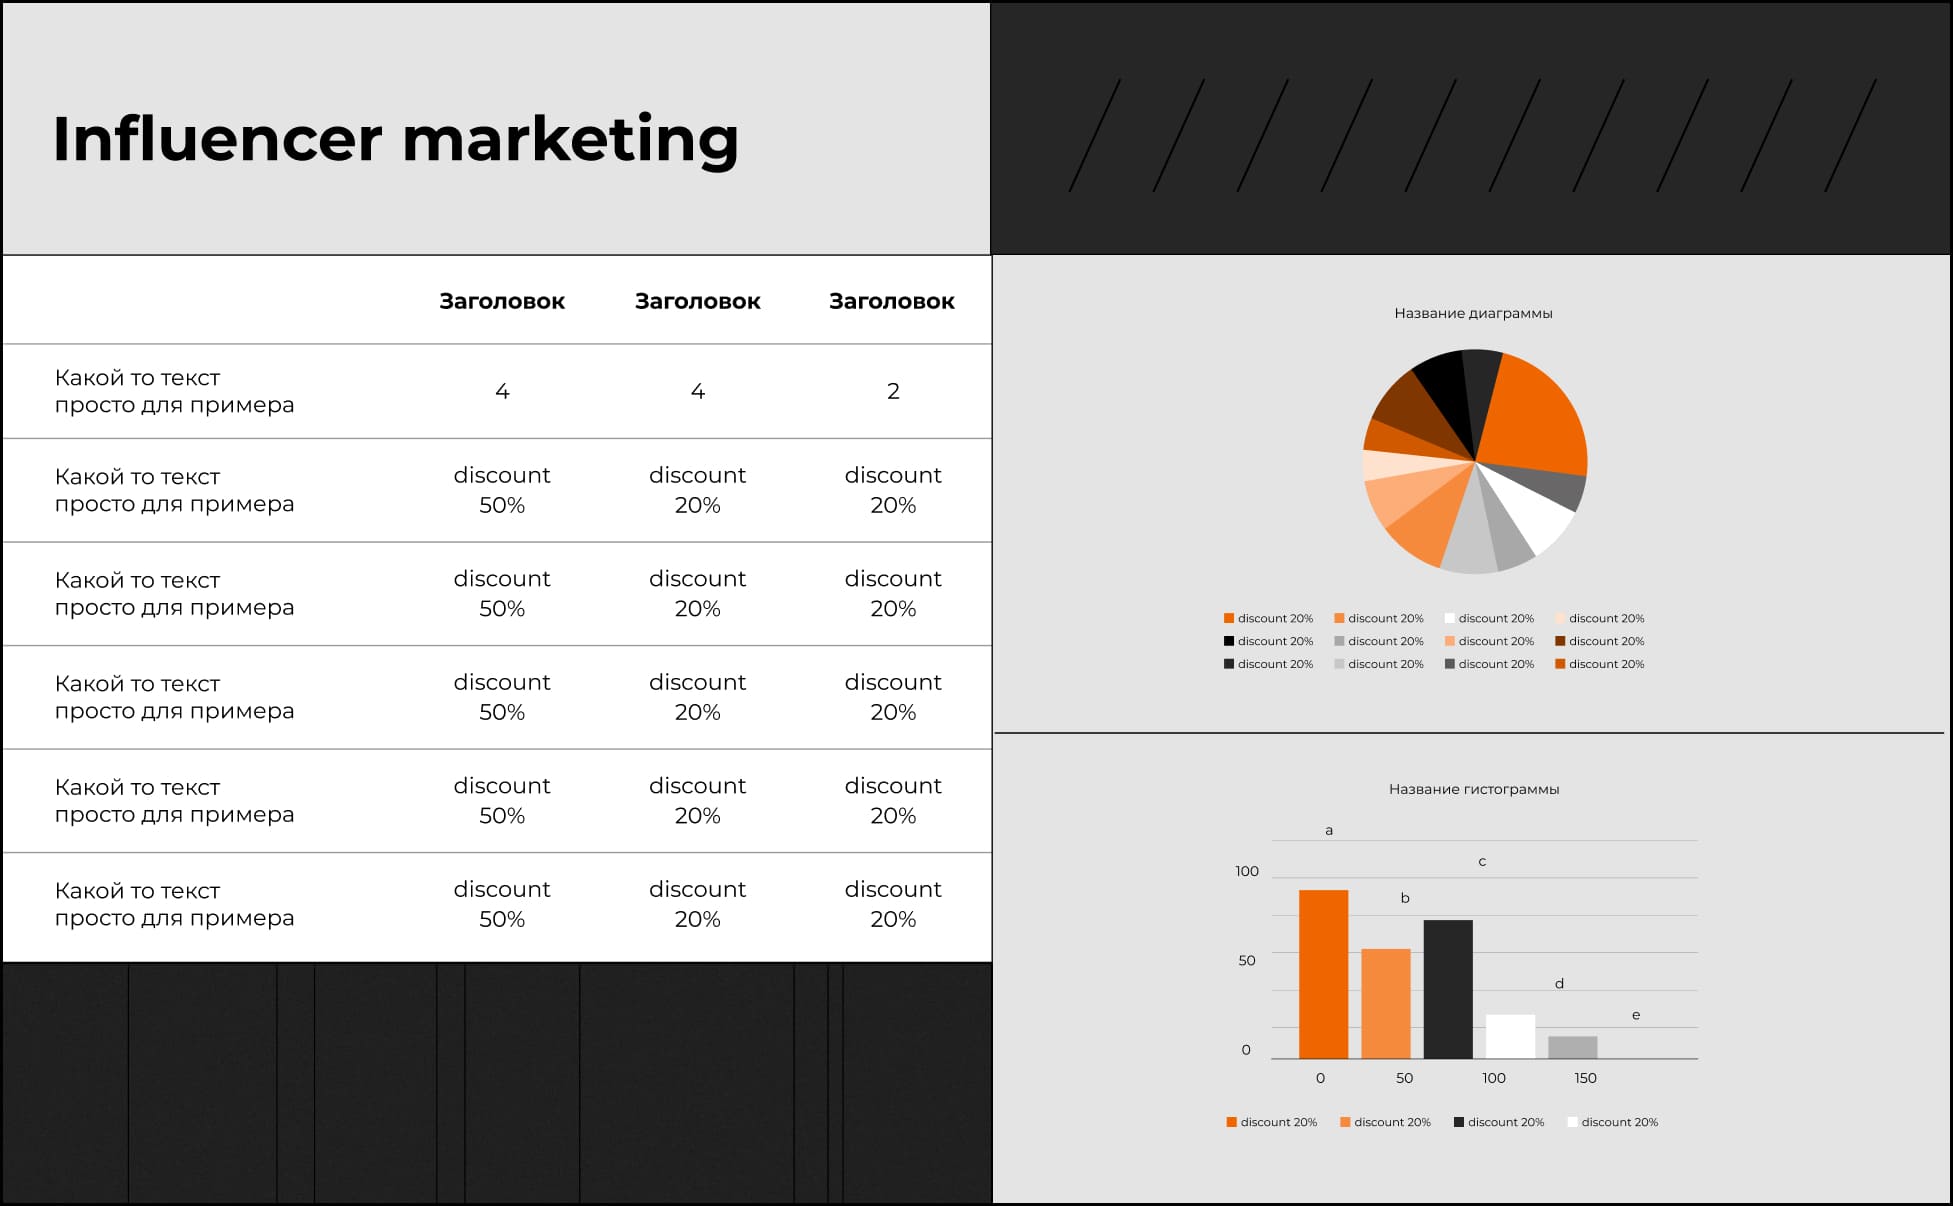 Influencer marketing
Заголовок Заголовок Заголовок
Какой то текст
просто для примера
4 4 2
Какой то текст
просто для примера
discount discount discount
50% 20% 20%
Какой то текст
просто для примера
discount discount discount
50% 20% 20%
Какой то текст
просто для примера
discount discount discount
50% 20% 20%
Какой то текст
просто для примера
discount discount discount
50% 20% 20%
Какой то текст
просто для примера
discount discount discount
50% 20% 20%
Название диаграммы
discount 20% discount 20% discount 20% discount 20%
discount 20% discount 20% discount 20% discount 20%
discount 20% discount 20% discount 20% discount 20%
Название гистограммы
a
c
100
b
50
d
e
0
0 50 100 150
discount 20% discount 20% discount 20% discount 20%